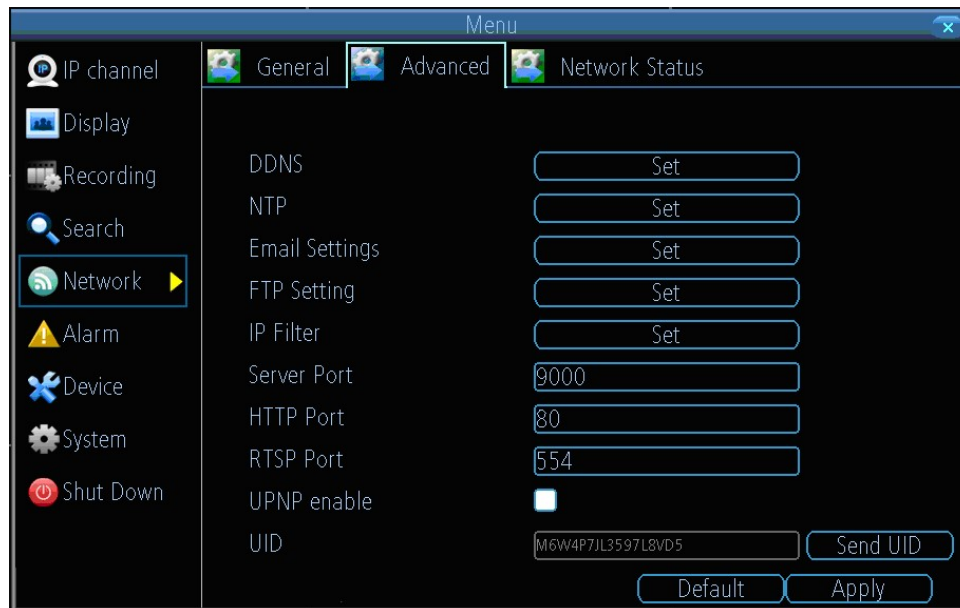 Menu
IP channel
Display
Recording
Search
Network
Alarm
Device
System
Shut Down
General Advanced Network Status
DDNS Set
NTP Set
Email Settings Set
FTP Setting Set
IP Filter Set
Server Port 9000
HTTP Port 80
RTSP Port 554
UPNP enable
UID M6W4P7JL3597L8VD5 Send UID
Default Apply